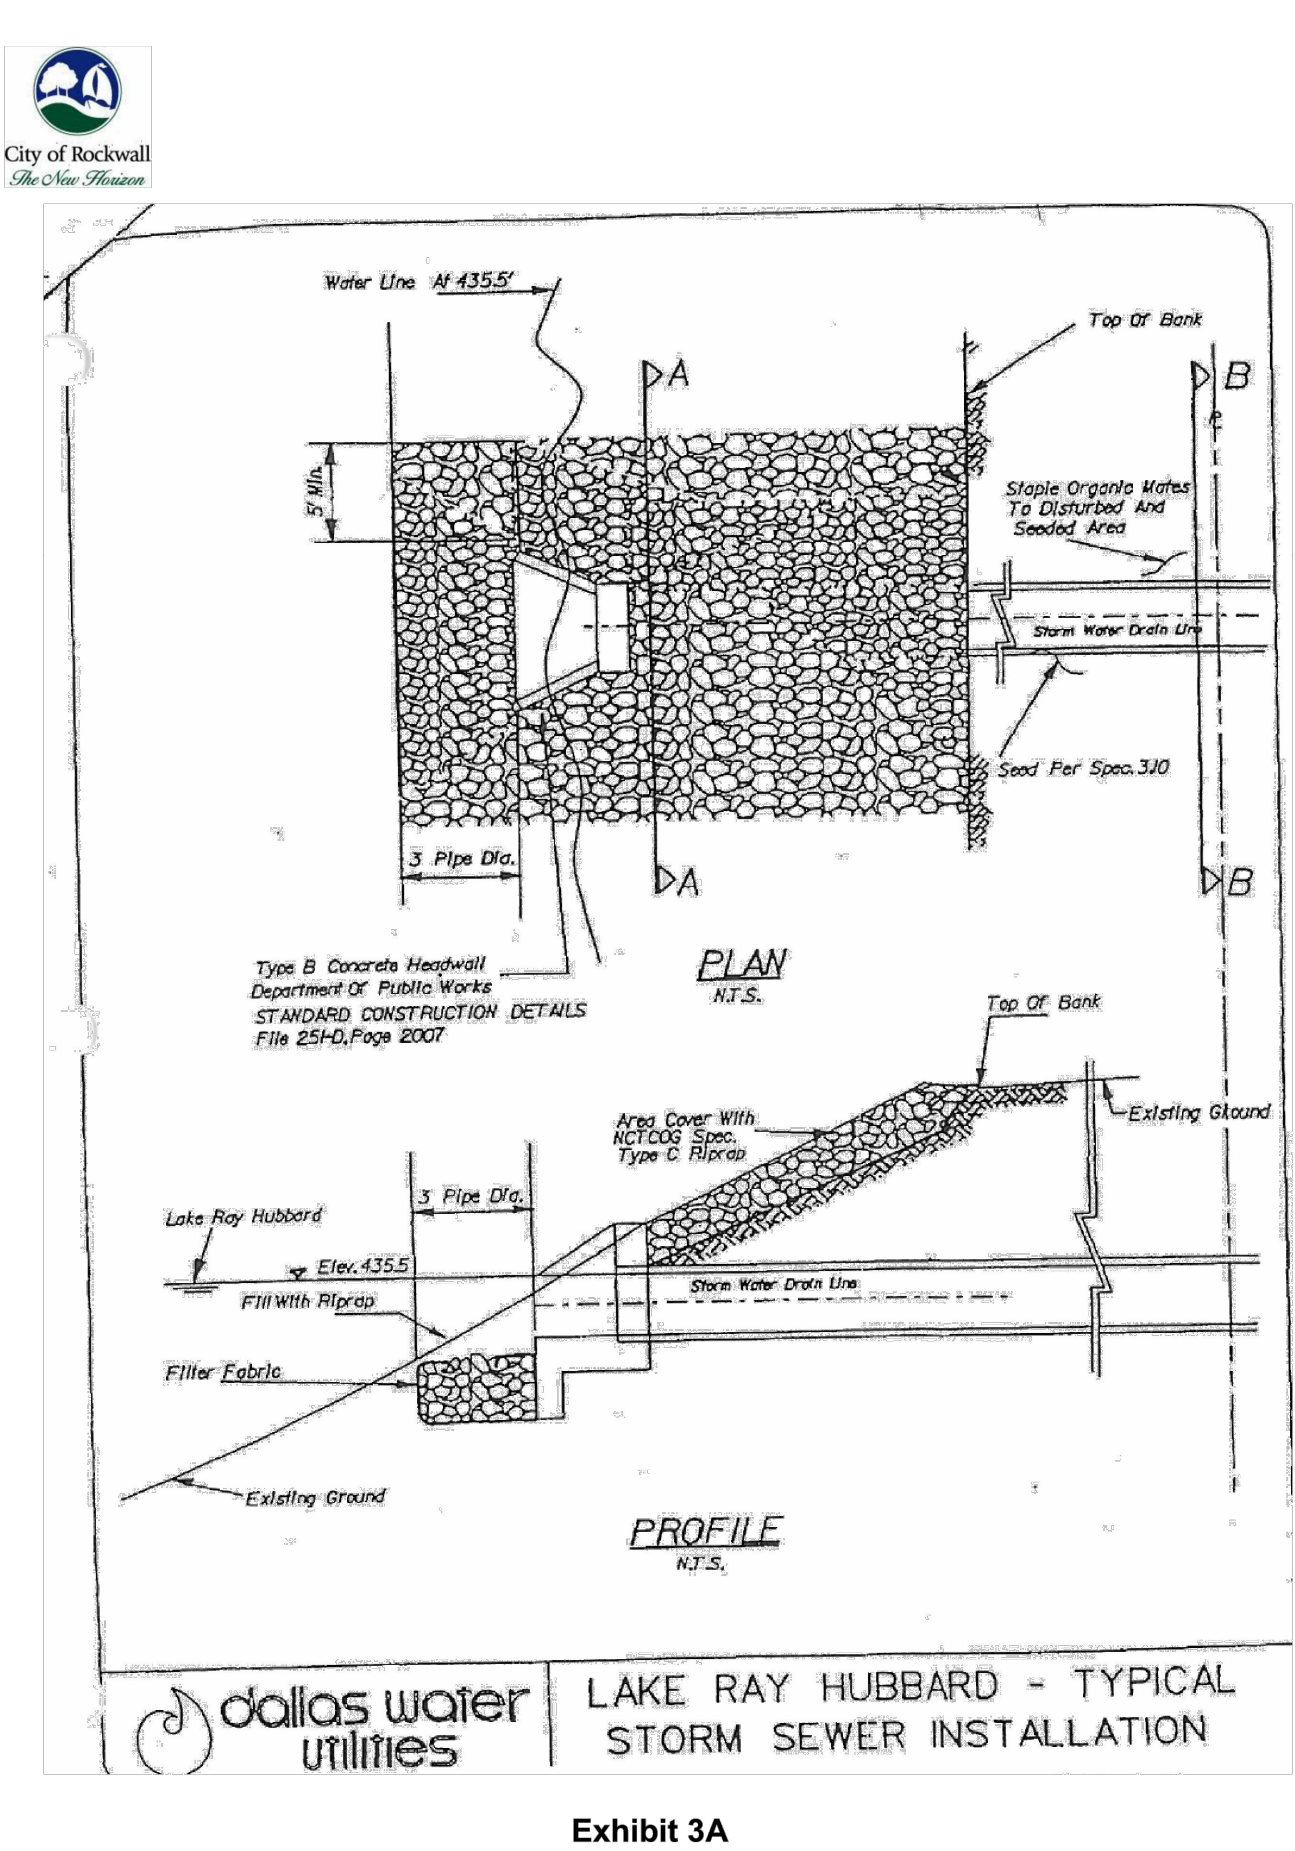 City of Rockwall
The New Horizon
Water Line At 435.5'
Top Of Bank
A
B
5' Min.
Staple Organic Mates
To Disturbed And
Seeded Area
Storm Water Drain Line
Seed Per Spec. 3.10
3 Pipe Dia.
A
B
Type B Concrete Headwall
Department Of Public Works
STANDARD CONSTRUCTION DETAILS
File 251-D, Page 2007
PLAN
N.T.S.
Top Of Bank
Area Cover With
NCTCOG Spec.
Type C Riprap
Existing Ground
3 Pipe Dia.
Lake Ray Hubbard
Elev. 435.5
Storm Water Drain Line
Fill With Riprap
Filter Fabric
Existing Ground
PROFILE
N.T.S.
dallas water
utilities
LAKE RAY HUBBARD - TYPICAL
STORM SEWER INSTALLATION
Exhibit 3A